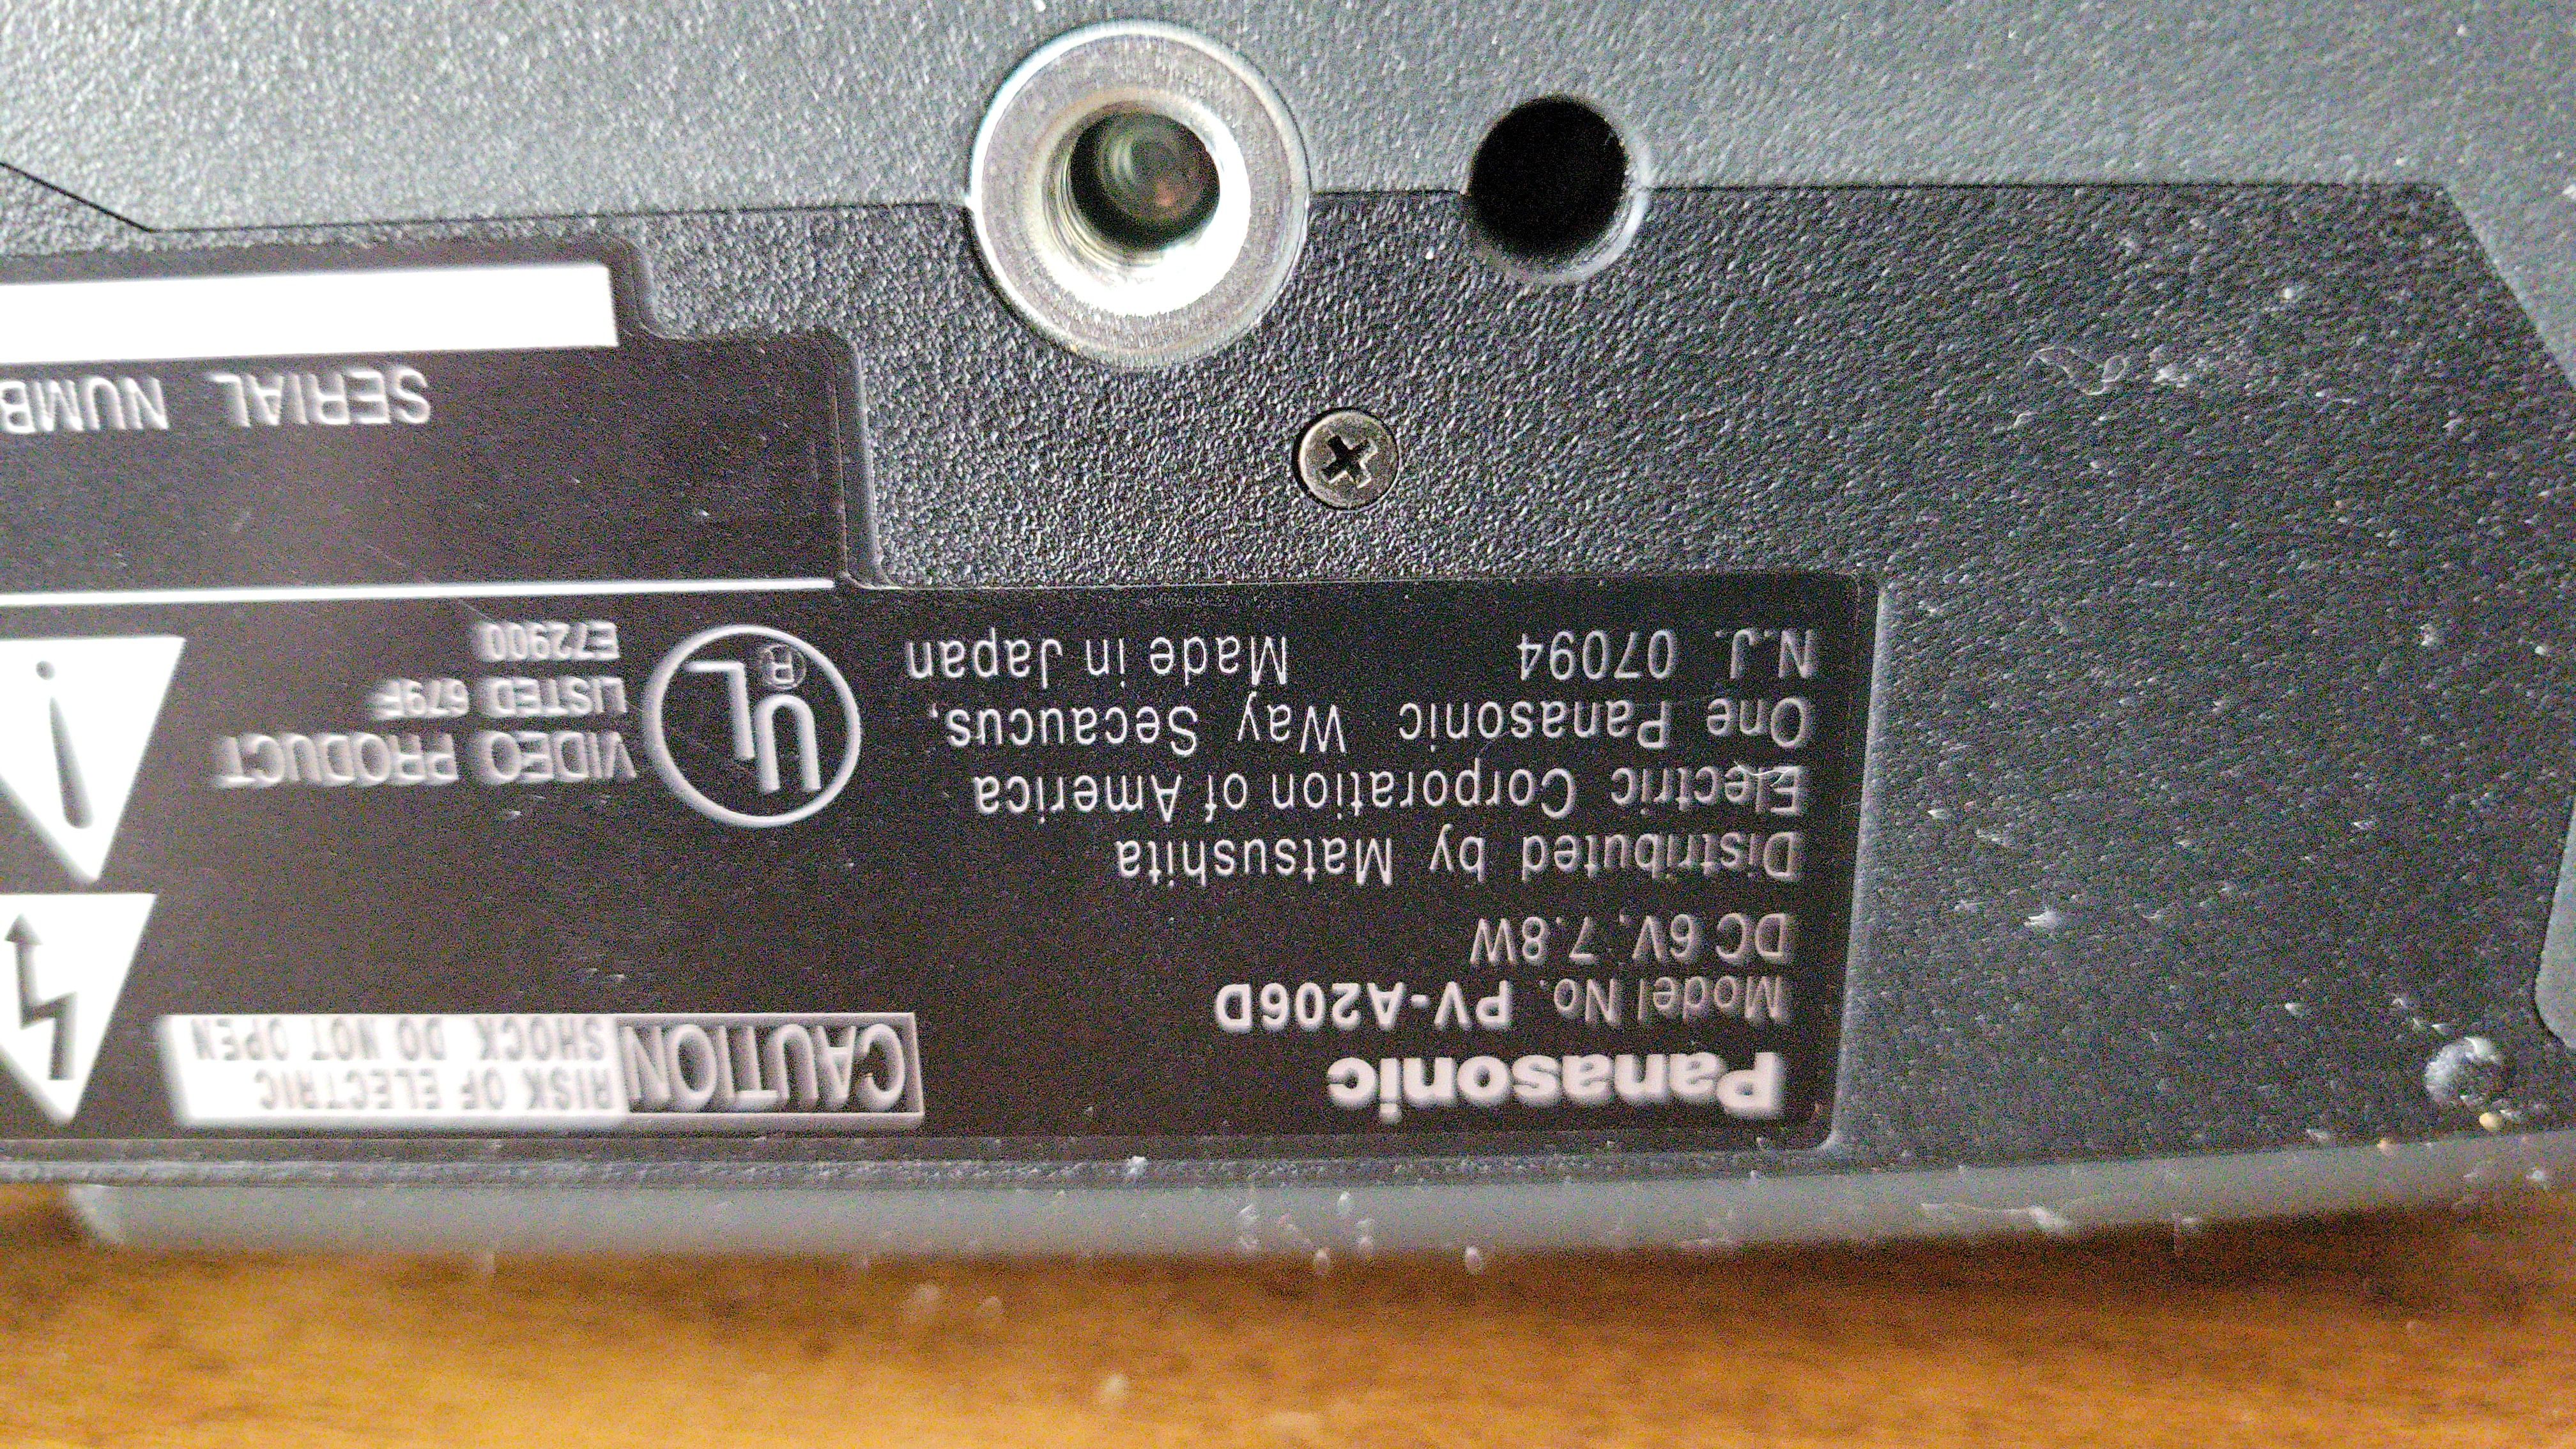 Panasonic
Model No. PV-A206D
DC 6V, 7.8W
Distributed by Matsushita
Electric Corporation of America
One Panasonic Way Secaucus,
N.J. 07094 Made in Japan
CAUTION
RISK OF ELECTRIC
SHOCK DO NOT OPEN
UL
®
VIDEO PRODUCT
LISTED 679F
E72900
SERIAL